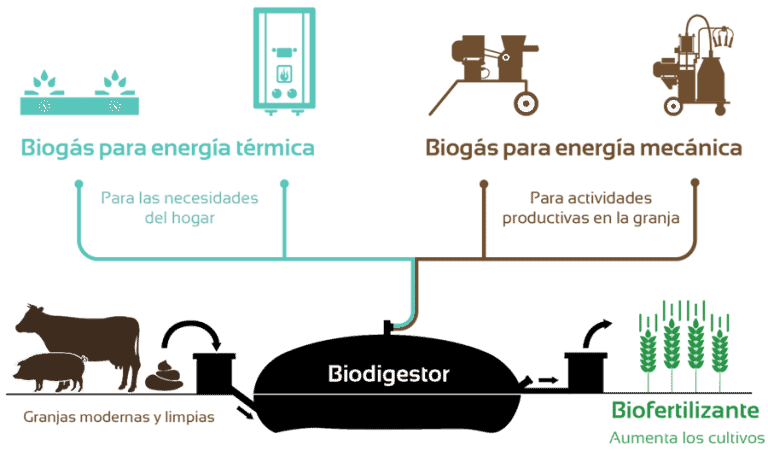 Biogás para energía térmica
Biogás para energía mecánica
Para las necesidades
del hogar
Para actividades
productivas en la granja
Biodigestor
Granjas modernas y limpias
Biofertilizante
Aumenta los cultivos